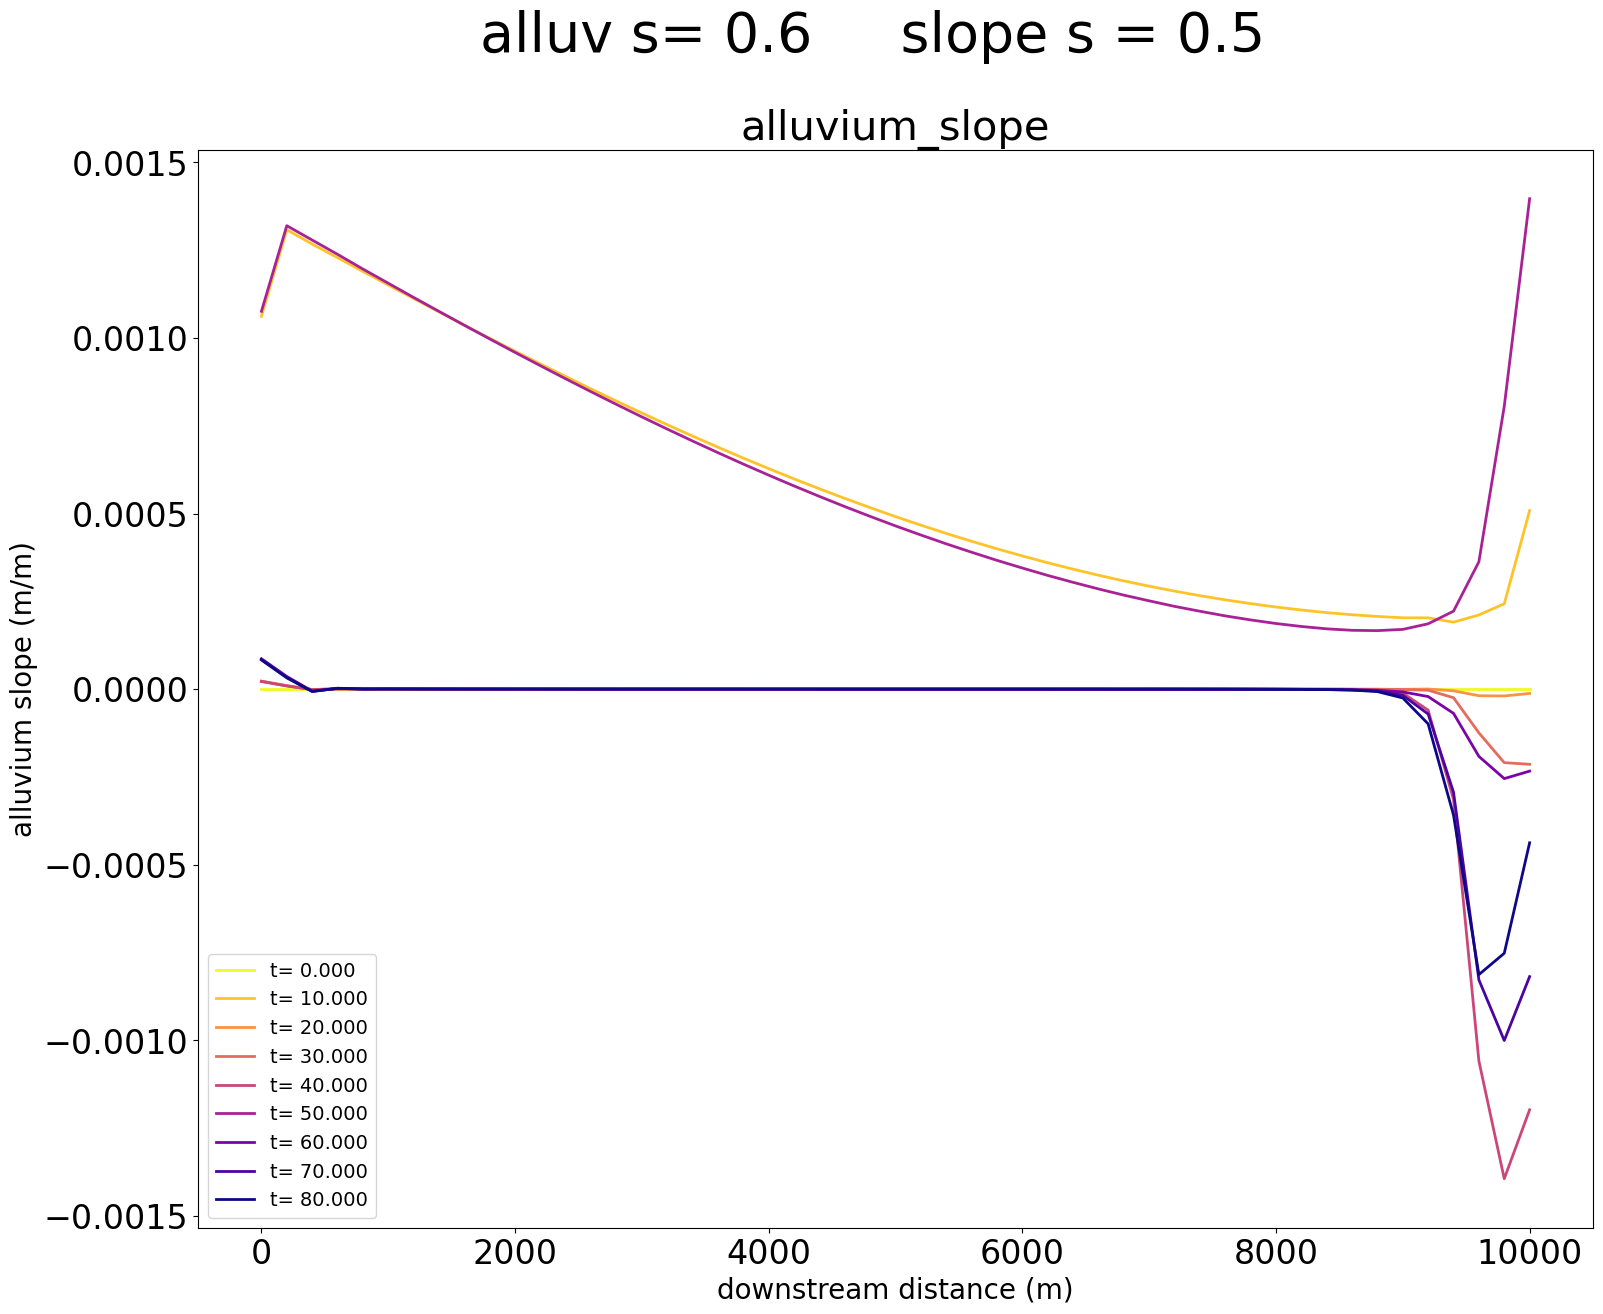 alluv s= 0.6     slope s = 0.5
alluvium_slope
0.0015
0.0010
0.0005
0.0000
−0.0005
−0.0010
−0.0015
alluvium slope (m/m)
t= 0.000
t= 10.000
t= 20.000
t= 30.000
t= 40.000
t= 50.000
t= 60.000
t= 70.000
t= 80.000
0 2000 4000 6000 8000 10000
downstream distance (m)